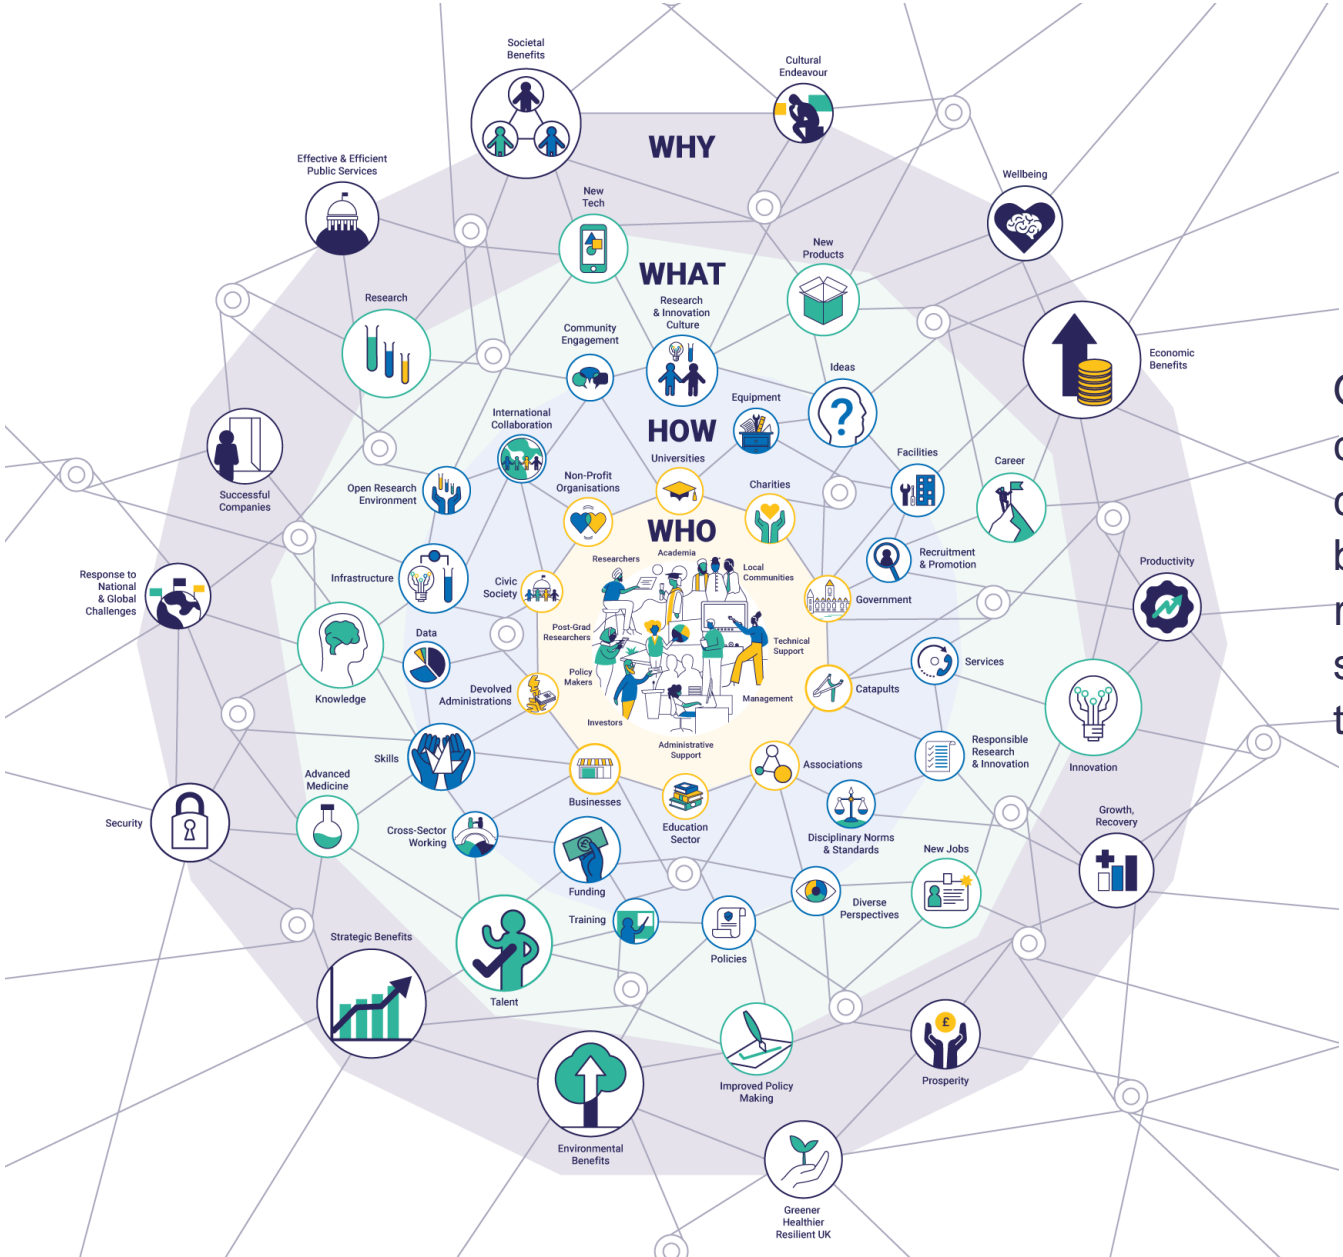 Societal
Benefits
Cultural
Endeavour
WHY
Effective & Efficient
Public Services
Wellbeing
New
Tech
New
Products
WHAT
Research
Research
& Innovation
Culture
Community
Engagement
Economic
Benefits
Ideas
Equipment
International
Collaboration
HOW
Universities
Facilities
Career
Non-Profit
Organisations
Charities
Open Research
Environment
Successful
Companies
WHO
Researchers
Academia
Local
Communities
Recruitment
& Promotion
Productivity
Response to
National
& Global
Challenges
Infrastructure
Civic
Society
Government
Post-Grad
Researchers
Technical
Support
Data
Services
Policy
Makers
Knowledge
Devolved
Administrations
Management
Catapults
Investors
Administrative
Support
Skills
Responsible
Research
& Innovation
Associations
Innovation
Advanced
Medicine
Businesses
Security
Cross-Sector
Working
Education
Sector
Disciplinary Norms
& Standards
Growth,
Recovery
New Jobs
Funding
Diverse
Perspectives
Training
Strategic Benefits
Policies
Talent
£
Prosperity
Improved Policy
Making
Environmental
Benefits
Greener
Healthier
Resilient UK